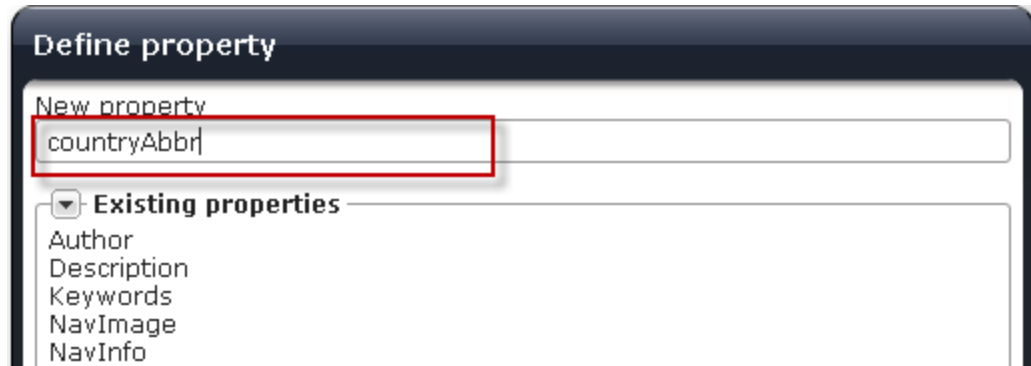 Define property
New property
countryAbbr
Existing properties
Author
Description
Keywords
NavImage
NavInfo